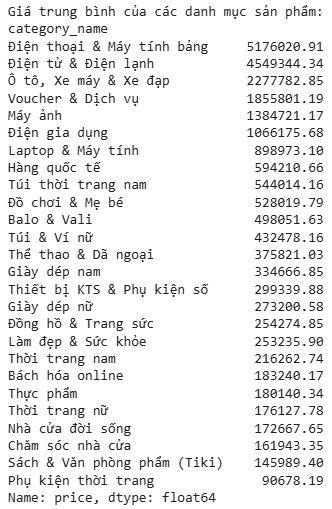 Giá trung bình của các danh mục sản phẩm:
category_name
Điện thoại & Máy tính bảng 5176020.91
Điện tử & Điện lạnh 4549344.34
Ô tô, Xe máy & Xe đạp 2277782.85
Voucher & Dịch vụ 1855801.19
Máy ảnh 1384721.17
Điện gia dụng 1066175.68
Laptop & Máy tính 898973.10
Hàng quốc tế 594210.66
Túi thời trang nam 544014.16
Đồ chơi & Mẹ bé 528019.79
Balo & Vali 498051.63
Túi & Ví nữ 432478.16
Thể thao & Dã ngoại 375821.03
Giày dép nam 334666.85
Thiết bị KTS & Phụ kiện số 299339.88
Giày dép nữ 273200.58
Đồng hồ & Trang sức 254274.85
Làm đẹp & Sức khỏe 253235.90
Thời trang nam 216262.74
Bách hóa online 183240.17
Thực phẩm 180140.34
Thời trang nữ 176127.78
Nhà cửa đời sống 172667.65
Chăm sóc nhà cửa 161943.35
Sách & Văn phòng phẩm (Tiki) 145989.40
Phụ kiện thời trang 90678.19
Name: price, dtype: float64